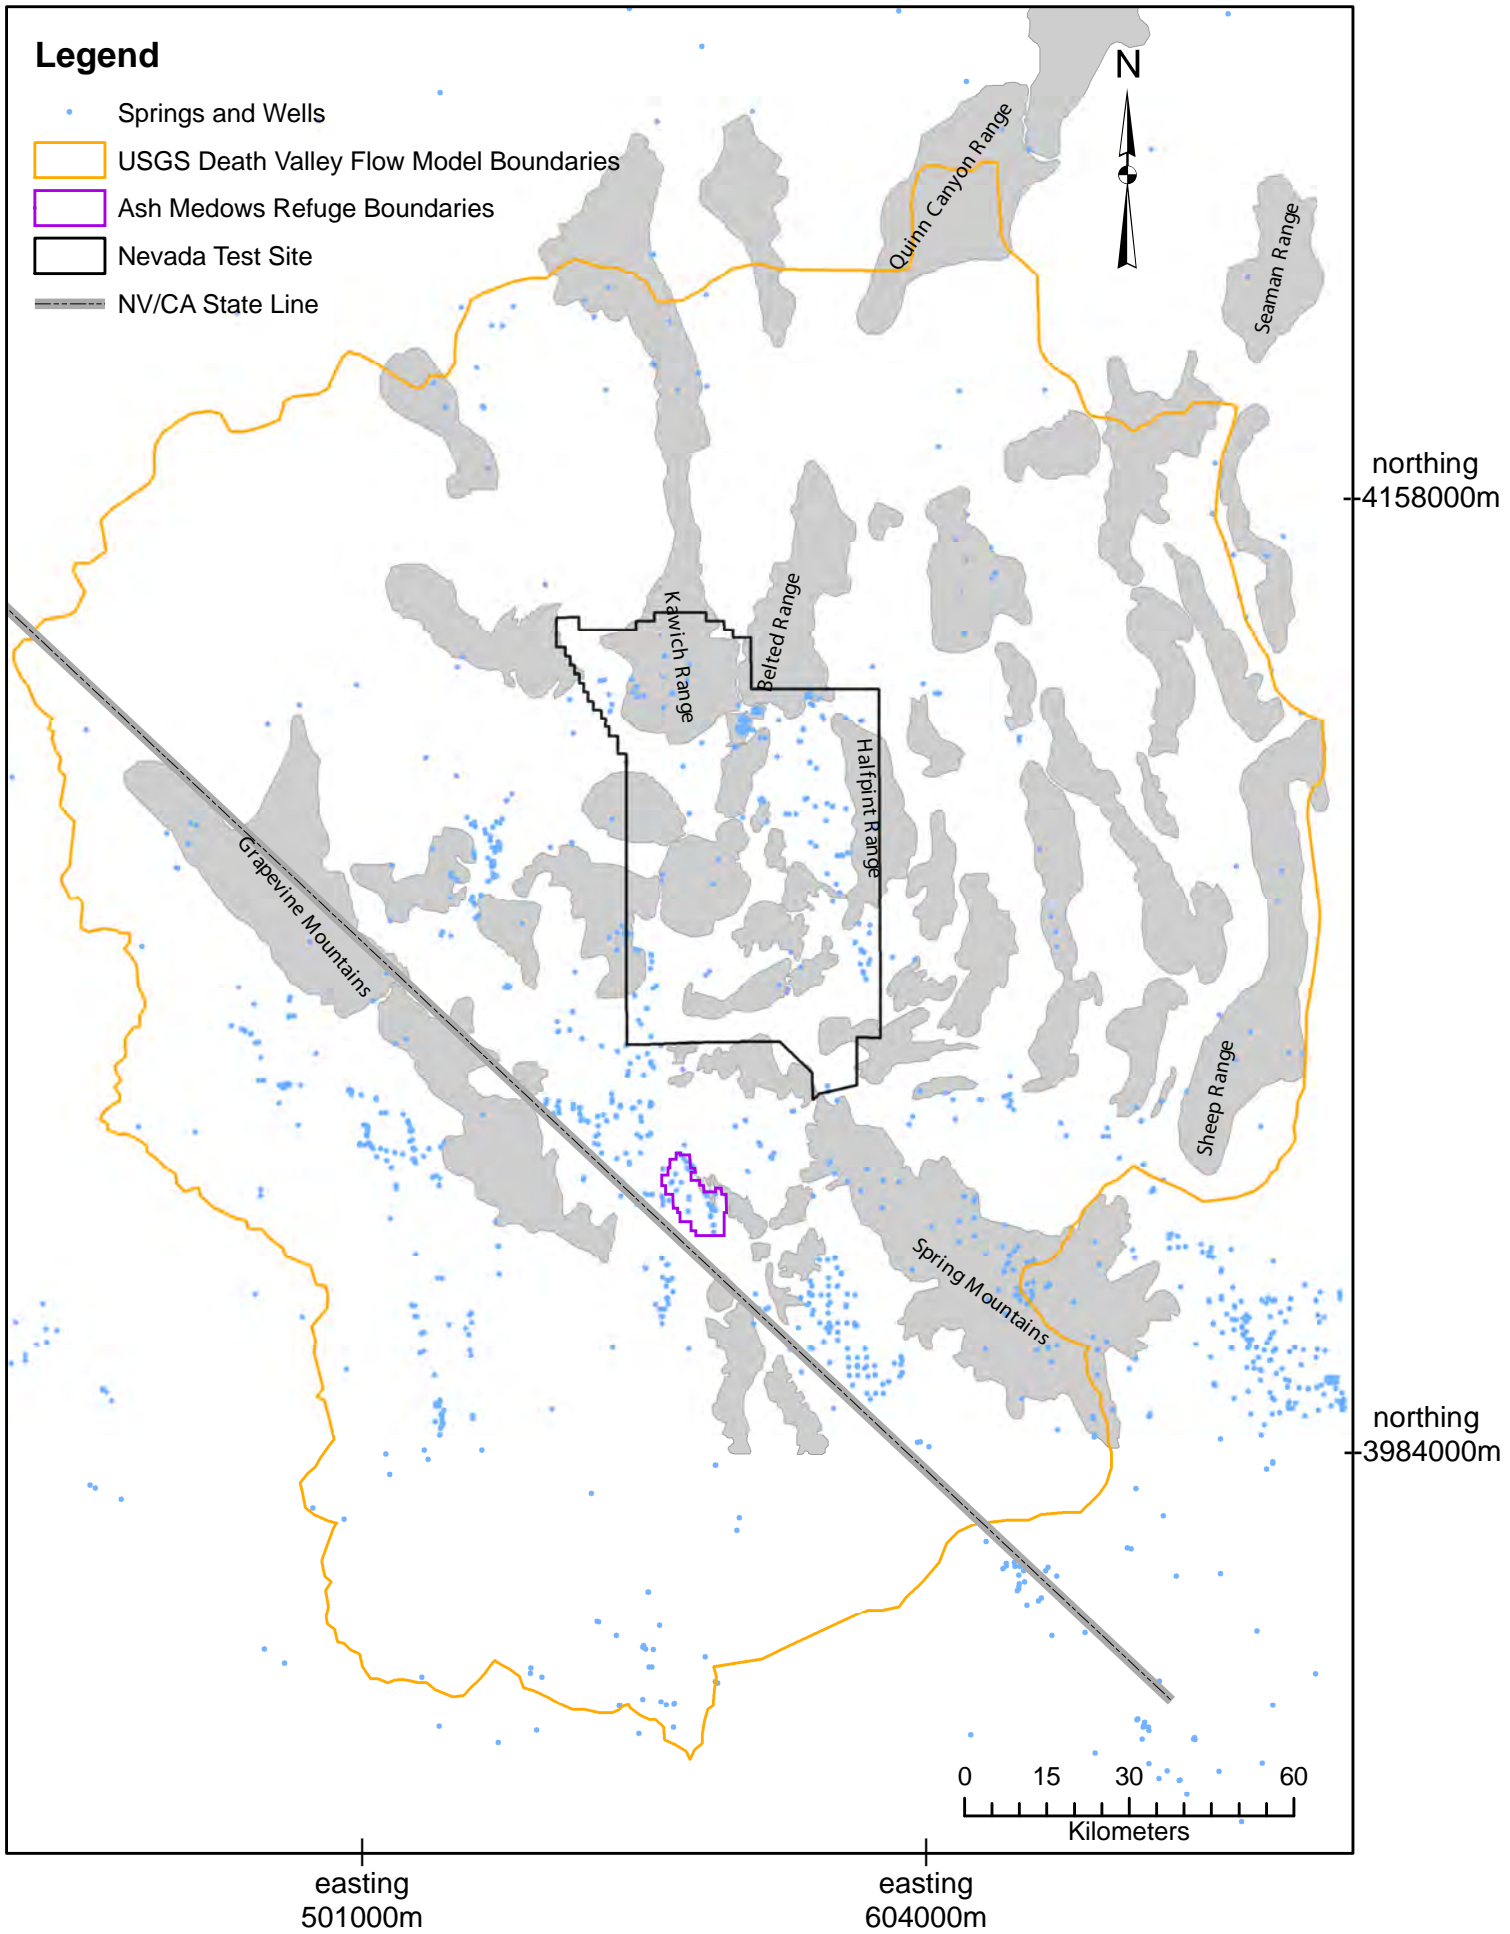 Legend
Springs and Wells
USGS Death Valley Flow Model Boundaries
Ash Medows Refuge Boundaries
Nevada Test Site
NV/CA State Line
N
Quinn Canyon Range
Seaman Range
northing
4158000m
Kawich Range
Belted Range
Halfpint Range
Grapevine Mountains
Sheep Range
Spring Mountains
northing
3984000m
0 15 30 60
Kilometers
easting
501000m
easting
604000m